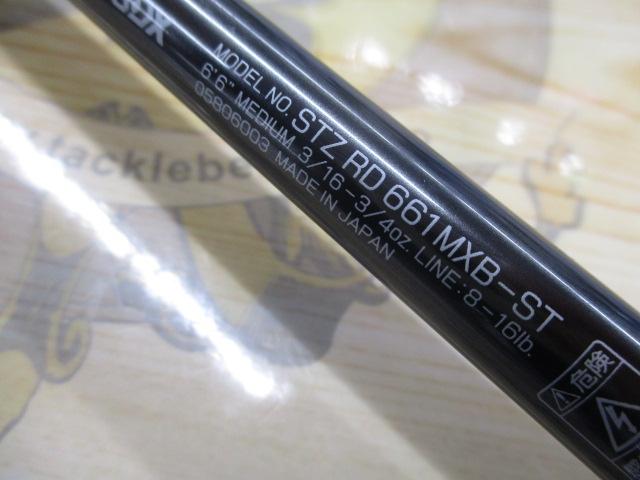 MODEL NO. STZ RD 661MXB-ST
6'6" MEDIUM 3/16-3/4oz LINE:8-16lb.
05806003 MADE IN JAPAN
⚠危険
tacklebe